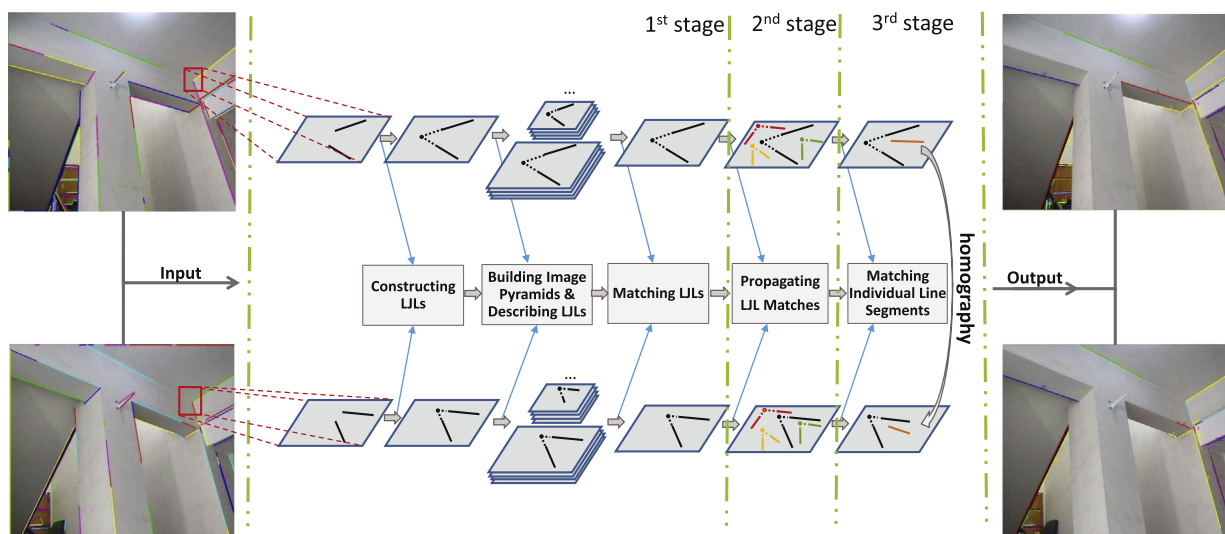 1st stage
2nd stage
3rd stage
...
Input
Constructing
LJLs
Building Image
Pyramids &
Describing LJLs
Matching LJLs
Propagating
LJL Matches
Matching
Individual Line
Segments
homography
Output
...